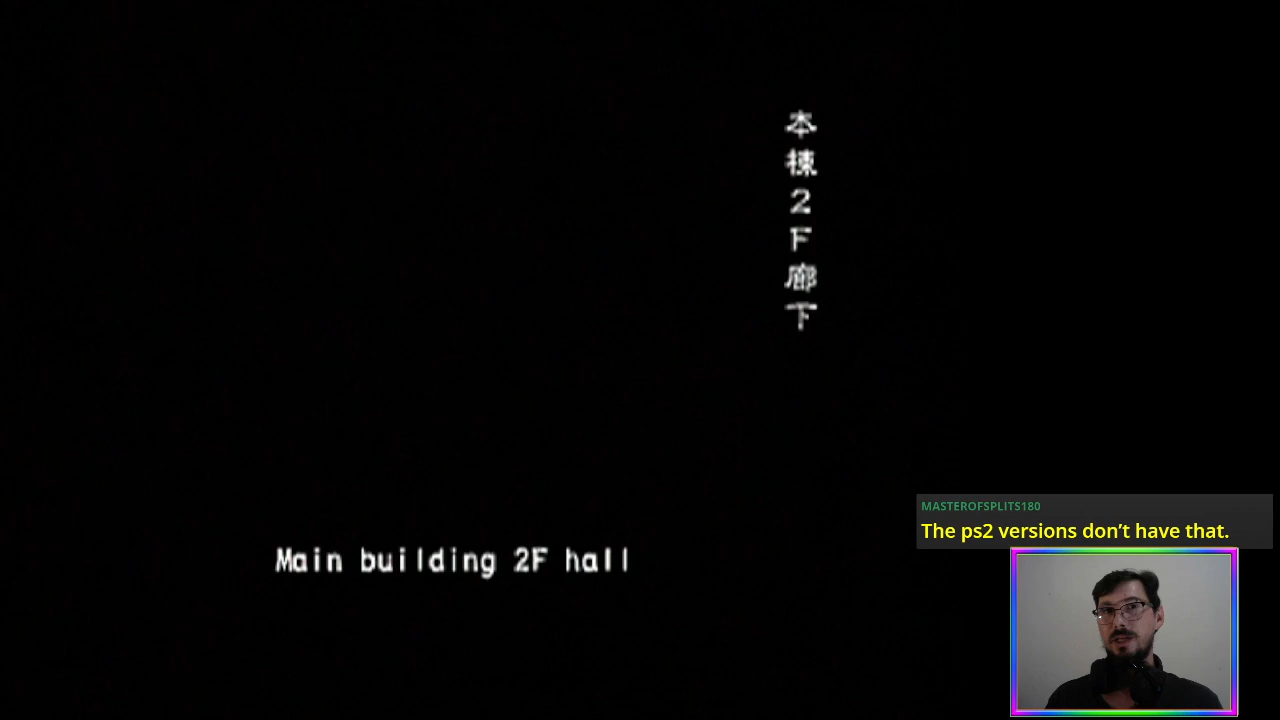 本棟2F廊下
Main building 2F hall
MASTEROFSPLITS180
The ps2 versions don’t have that.